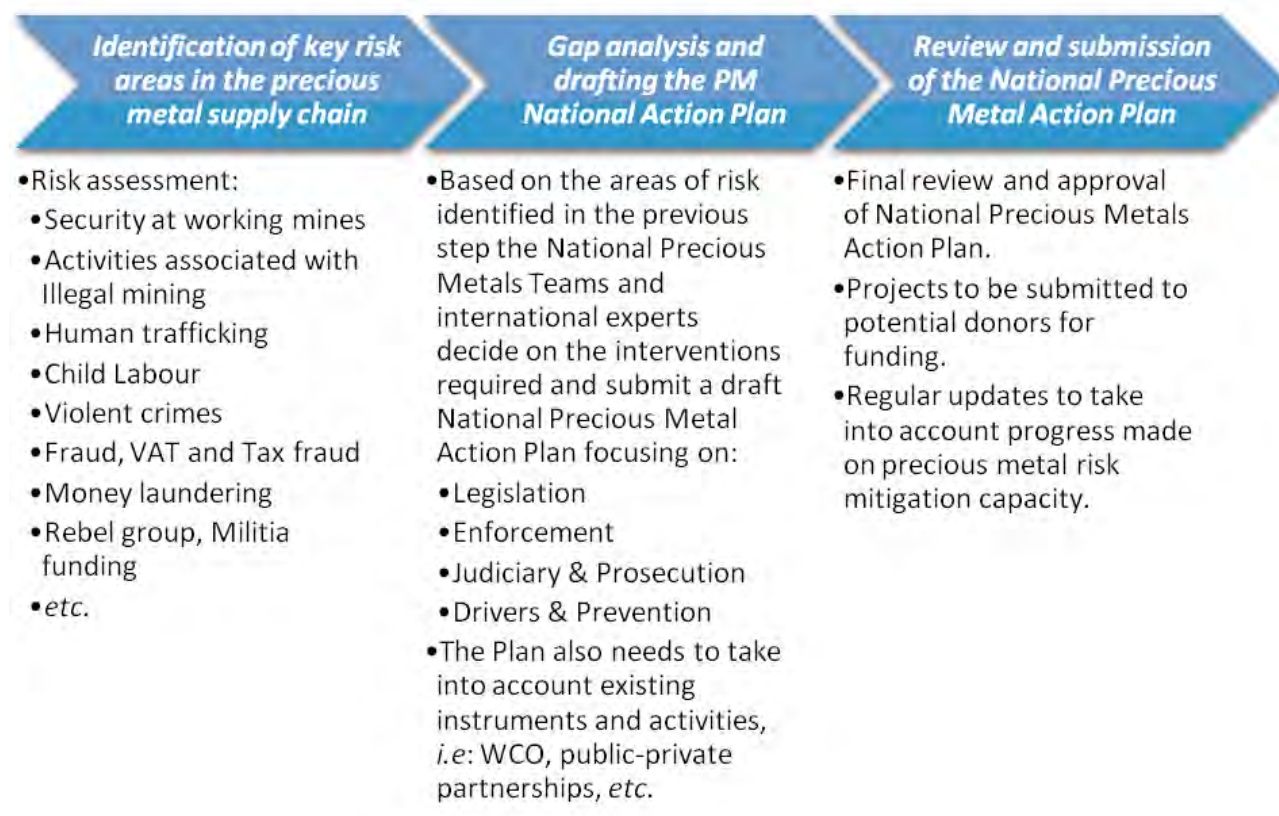 Identification of key risk
areas in the precious
metal supply chain
•Risk assessment:
•Security at working mines
•Activities associated with
Illegal mining
•Human trafficking
•Child Labour
•Violent crimes
•Fraud, VAT and Tax fraud
•Money laundering
•Rebel group, Militia
funding
•etc.
Gap analysis and
drafting the PM
National Action Plan
•Based on the areas of risk
identified in the previous
step the National Precious
Metals Teams and
international experts
decide on the interventions
required and submit a draft
National Precious Metal
Action Plan focusing on:
•Legislation
•Enforcement
•Judiciary & Prosecution
•Drivers & Prevention
•The Plan also needs to take
into account existing
instruments and activities,
i.e: WCO, public-private
partnerships, etc.
Review and submission
of the National Precious
Metal Action Plan
•Final review and approval
of National Precious Metals
Action Plan.
•Projects to be submitted to
potential donors for
funding.
•Regular updates to take
into account progress made
on precious metal risk
mitigation capacity.